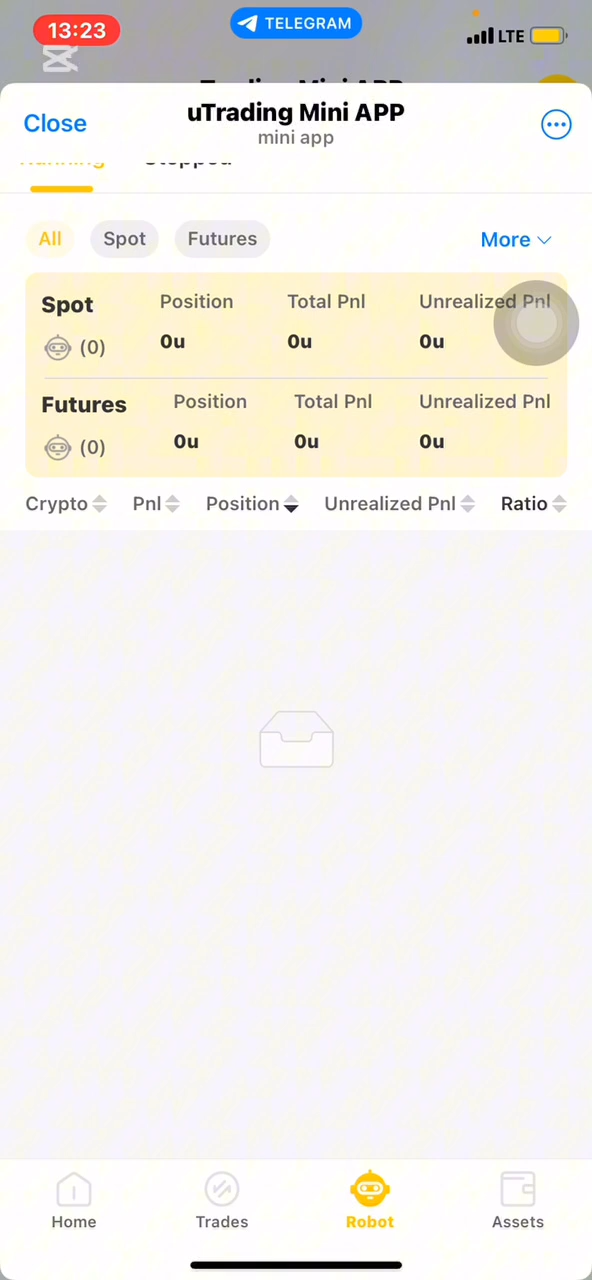 13:23
TELEGRAM
LTE
Close
uTrading Mini APP
mini app
Running Stopped
All Spot Futures More
Spot Position Total Pnl Unrealized Pnl
(0) 0u 0u 0u
Futures Position Total Pnl Unrealized Pnl
(0) 0u 0u 0u
Crypto Pnl Position Unrealized Pnl Ratio
Home Trades Robot Assets